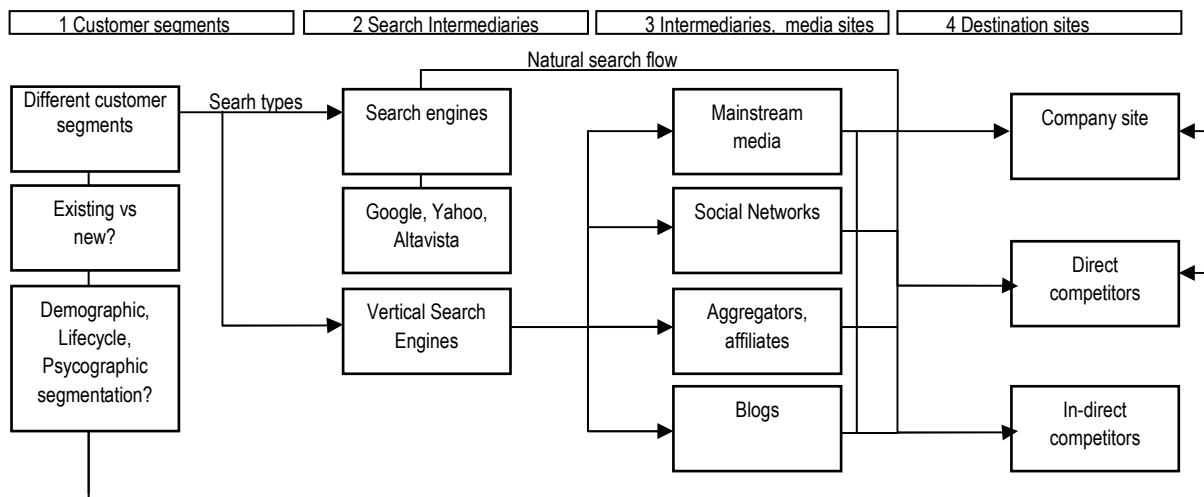 1 Customer segments
2 Search Intermediaries
3 Intermediaries, media sites
4 Destination sites
Natural search flow
Different customer
segments
Searh types
Search engines
Mainstream
media
Company site
Existing vs
new?
Google, Yahoo,
Altavista
Social Networks
Direct
competitors
Demographic,
Lifecycle,
Psycographic
segmentation?
Vertical Search
Engines
Aggregators,
affiliates
Blogs
In-direct
competitors